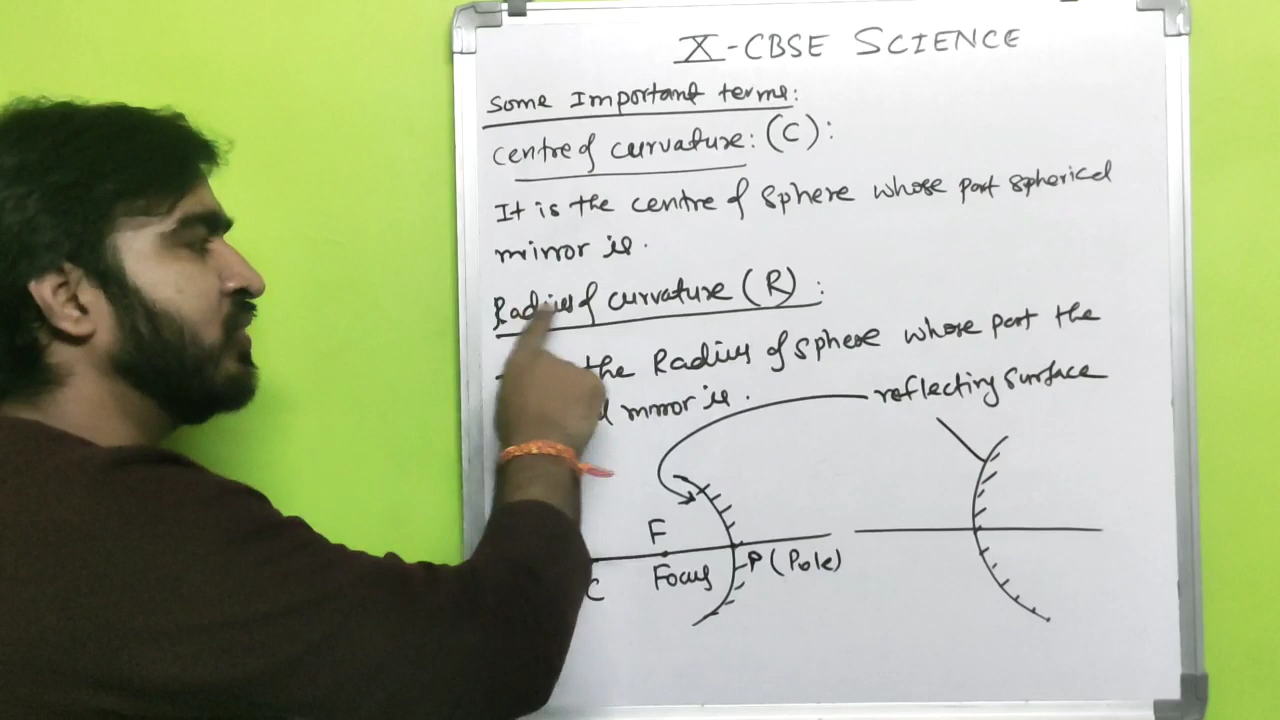 X-CBSE SCIENCE
Some Important terms:
Centre of curvature: (C):
It is the centre of sphere whose part spherical
mirror is.
Radius of curvature (R):
the Radius of sphere whose part the
mirror is.
reflecting surface
F
Focus
P (Pole)
C